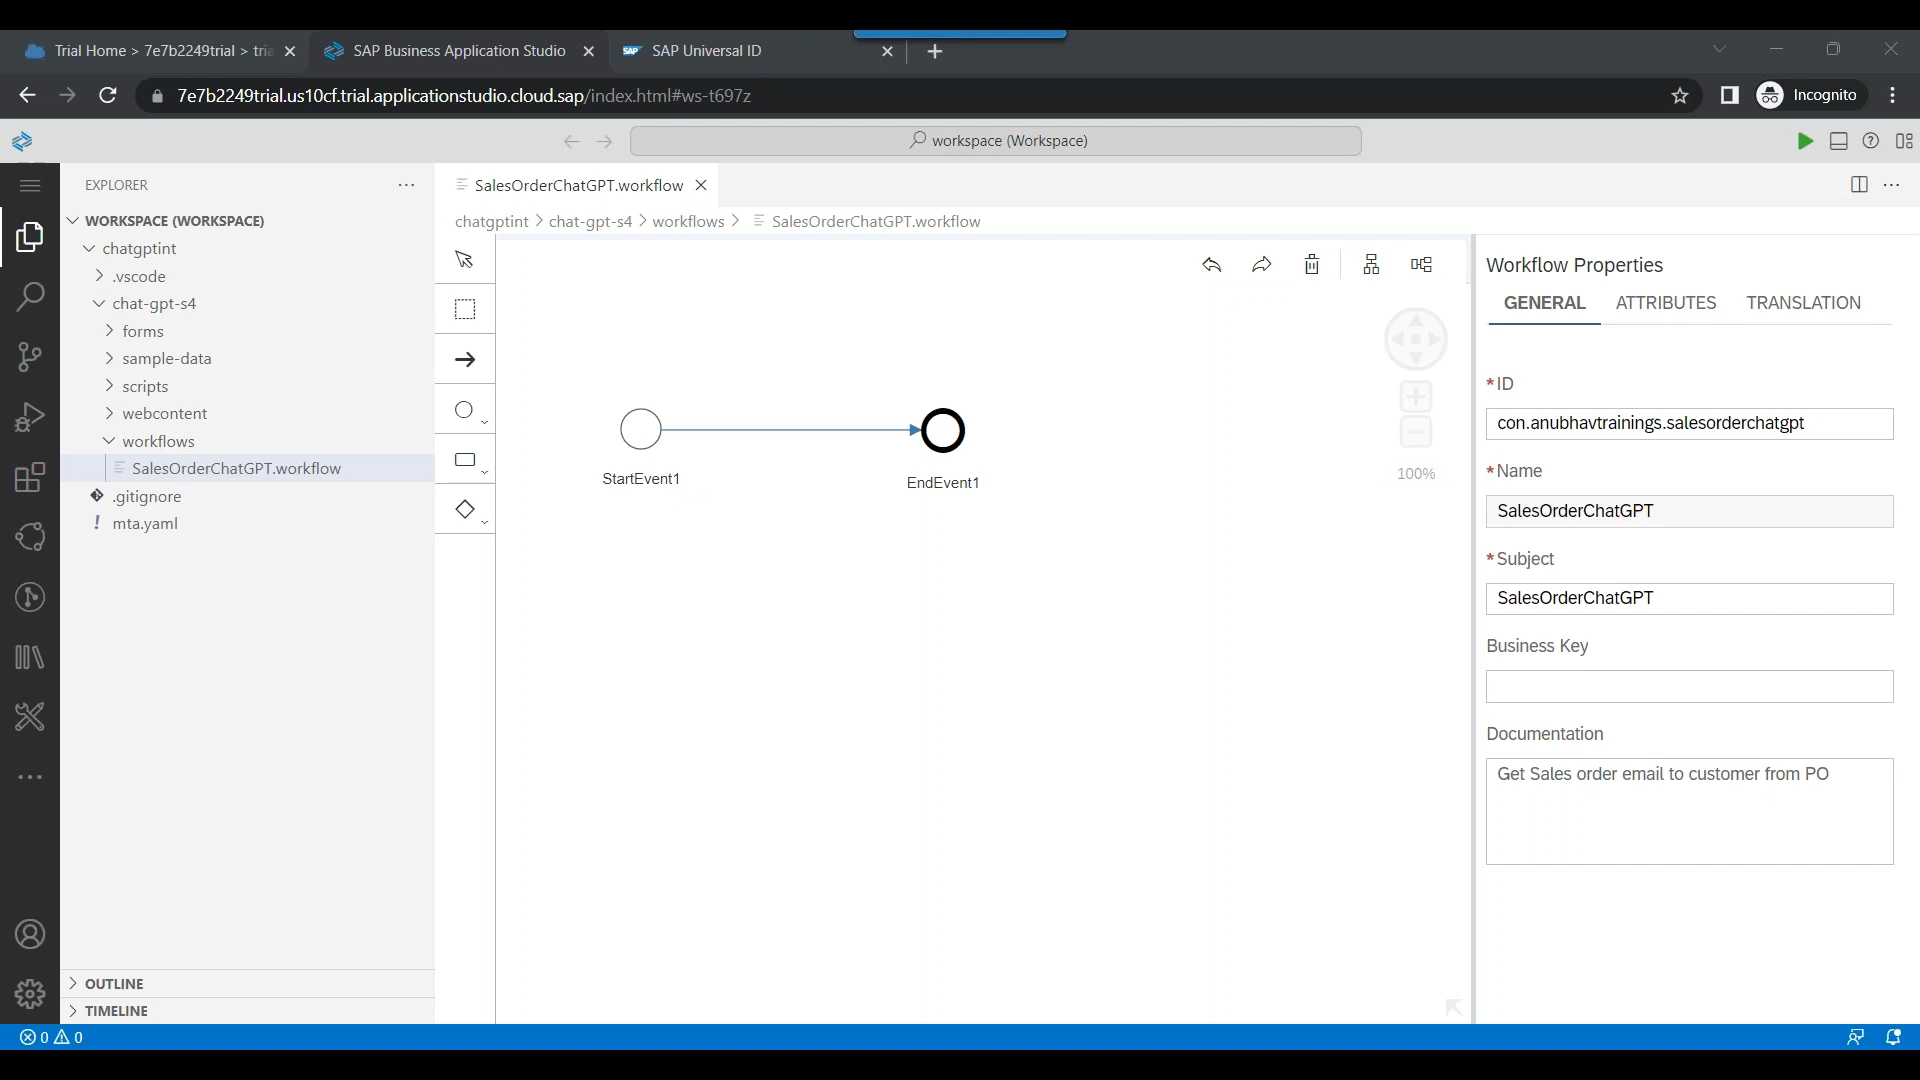 Trial Home > 7e7b2249trial > tria
SAP Business Application Studio
SAP
SAP Universal ID
7e7b2249trial.us10cf.trial.applicationstudio.cloud.sap/index.html#ws-t697z
Incognito
workspace (Workspace)
EXPLORER
WORKSPACE (WORKSPACE)
chatgptint
.vscode
chat-gpt-s4
forms
sample-data
scripts
webcontent
workflows
SalesOrderChatGPT.workflow
.gitignore
! mta.yaml
OUTLINE
TIMELINE
SalesOrderChatGPT.workflow
chatgptint > chat-gpt-s4 > workflows > SalesOrderChatGPT.workflow
StartEvent1
EndEvent1
100%
Workflow Properties
GENERAL ATTRIBUTES TRANSLATION
*ID
con.anubhavtrainings.salesorderchatgpt
*Name
SalesOrderChatGPT
*Subject
SalesOrderChatGPT
Business Key
Documentation
Get Sales order email to customer from PO
0 0